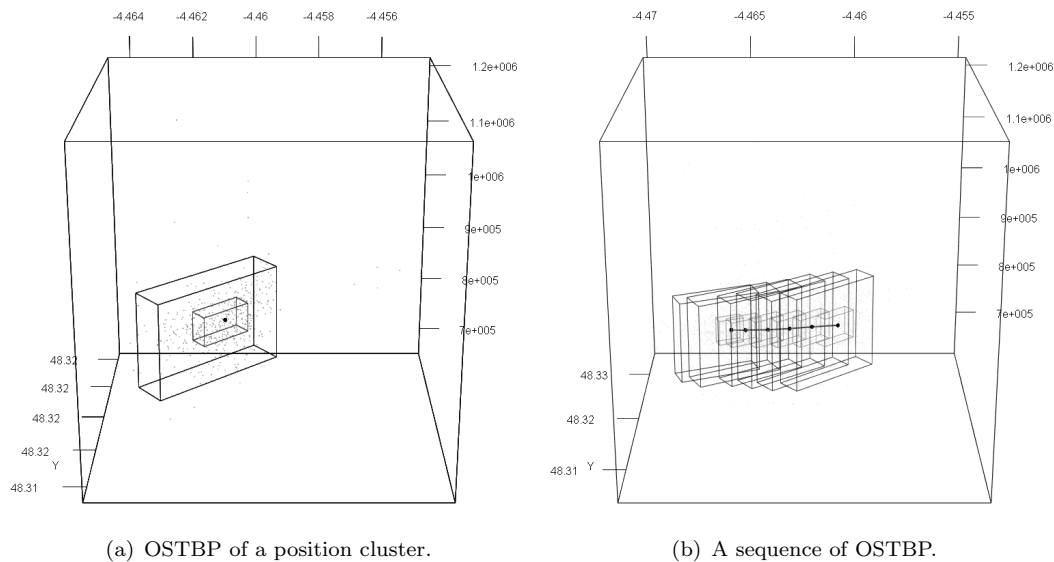 -4.464 -4.462 -4.46 -4.458 -4.456
1.2e+006
1.1e+006
1e+006
9e+005
8e+005
7e+005
48.32
48.32
48.32
48.32
Y
48.31
(a) OSTBP of a position cluster.
-4.47 -4.465 -4.46 -4.455
1.2e+006
1.1e+006
1e+006
9e+005
8e+005
7e+005
48.33
48.32
Y
48.31
(b) A sequence of OSTBP.